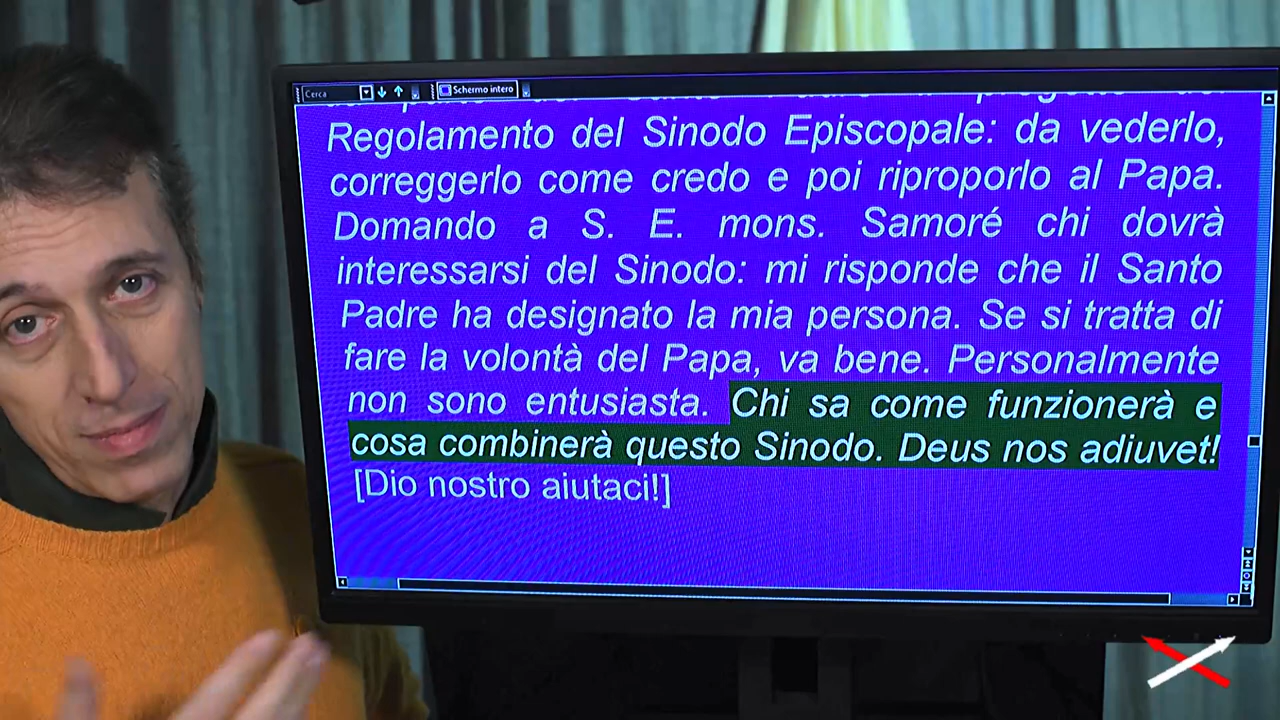 Cerca
Schermo intero
Regolamento del Sinodo Episcopale: da vederlo,
correggerlo come credo e poi riproporlo al Papa.
Domando a S. E. mons. Samoré chi dovrà
interessarsi del Sinodo: mi risponde che il Santo
Padre ha designato la mia persona. Se si tratta di
fare la volontà del Papa, va bene. Personalmente
non sono entusiasta. Chi sa come funzionerà e
cosa combinerà questo Sinodo. Deus nos adiuvet!
[Dio nostro aiutaci!]